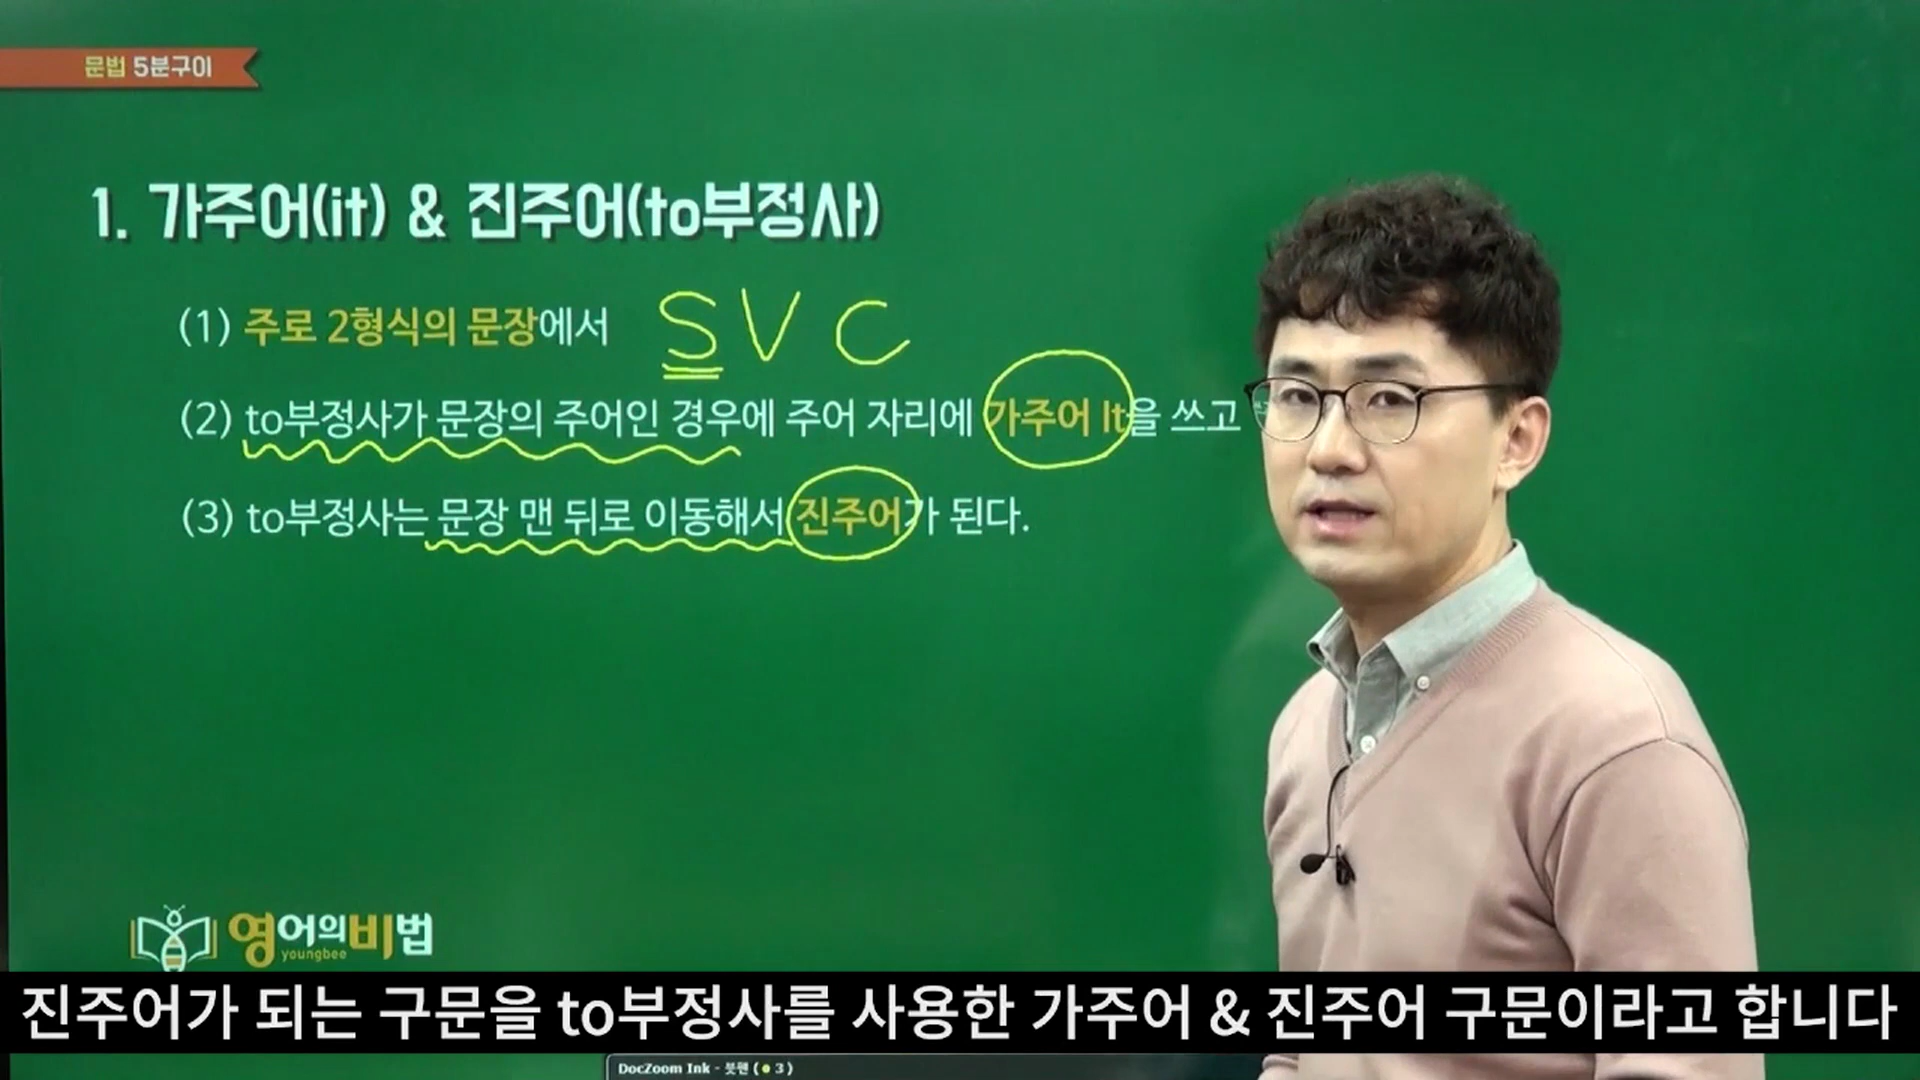 문법 5분구이
1. 가주어(it) & 진주어(to부정사)
(1) 주로 2형식의 문장에서 S V C
(2) to부정사가 문장의 주어인 경우에 주어 자리에 가주어 It을 쓰고
(3) to부정사는 문장 맨 뒤로 이동해서 진주어가 된다.
영어의비법
youngbee
진주어가 되는 구문을 to부정사를 사용한 가주어 & 진주어 구문이라고 합니다
DocZoom Ink - 붓펜 ( 3 )